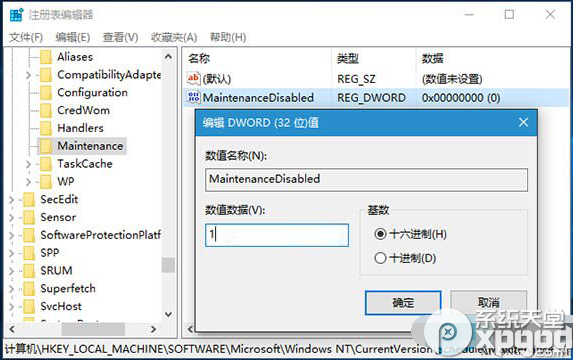 注册表编辑器
文件(F) 编辑(E) 查看(V) 收藏夹(A) 帮助(H)
Aliases
CompatibilityAdapte
Configuration
CredWom
Handlers
Maintenance
TaskCache
WP
SecEdit
Sensor
SoftwareProtectionPlatf
SPP
SRUM
Superfetch
SvcHost
名称 类型 数据
ab (默认) REG_SZ (数值未设置)
MaintenanceDisabled REG_DWORD 0x00000000 (0)
编辑 DWORD (32 位)值
数值名称(N):
MaintenanceDisabled
数值数据(V):
1
基数
十六进制(H)
十进制(D)
确定 取消
计算机\HKEY_LOCAL_MACHINE\SOFTWARE\Microsoft\Windows NT\CurrentVersion
系统天堂